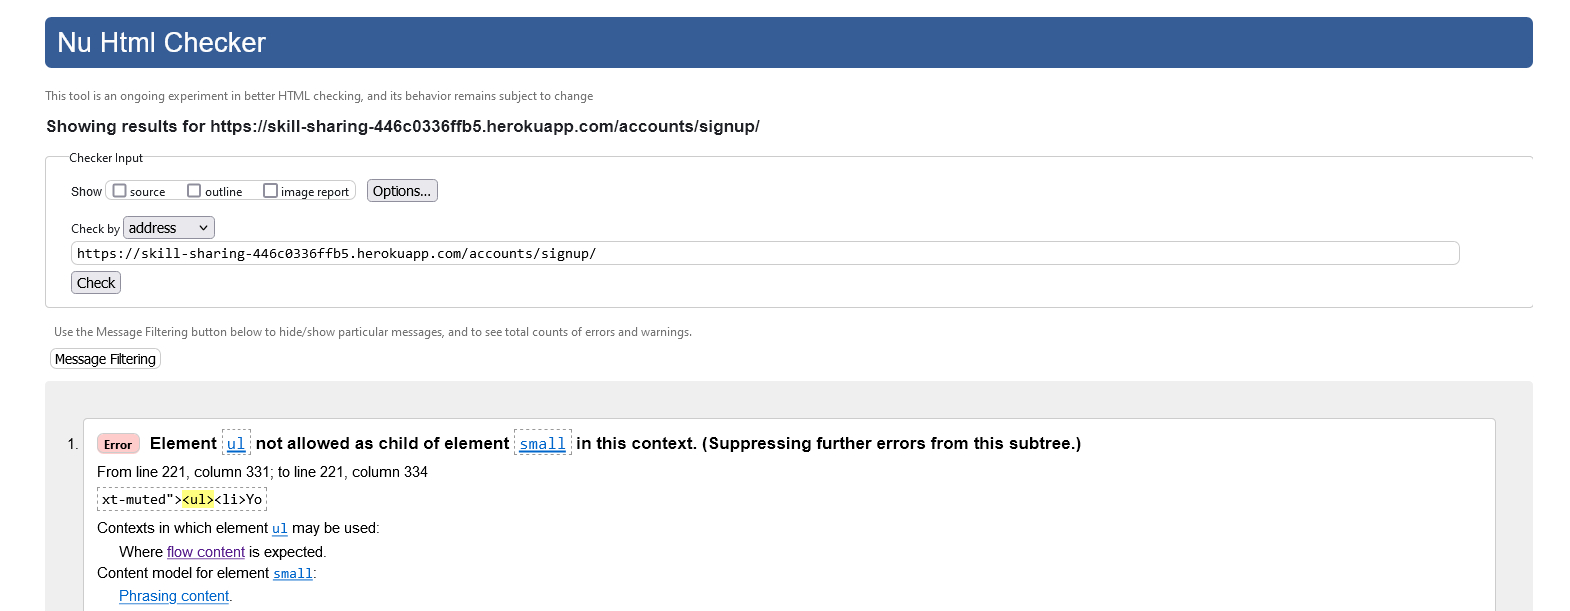 Nu Html Checker
This tool is an ongoing experiment in better HTML checking, and its behavior remains subject to change
Showing results for https://skill-sharing-446c0336ffb5.herokuapp.com/accounts/signup/
Checker Input
Show source outline image report Options...
Check by address
https://skill-sharing-446c0336ffb5.herokuapp.com/accounts/signup/
Check
Use the Message Filtering button below to hide/show particular messages, and to see total counts of errors and warnings.
Message Filtering
1. Error Element ul not allowed as child of element small in this context. (Suppressing further errors from this subtree.)
From line 221, column 331; to line 221, column 334
xt-muted"><ul><li>Yo
Contexts in which element ul may be used:
Where flow content is expected.
Content model for element small:
Phrasing content.